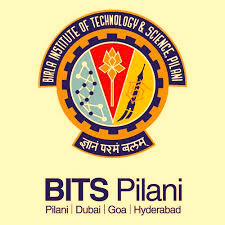 BIRLA INSTITUTE OF TECHNOLOGY & SCIENCE, PILANI
ज्ञानं परमं बलम्
BITS Pilani
Pilani | Dubai | Goa | Hyderabad